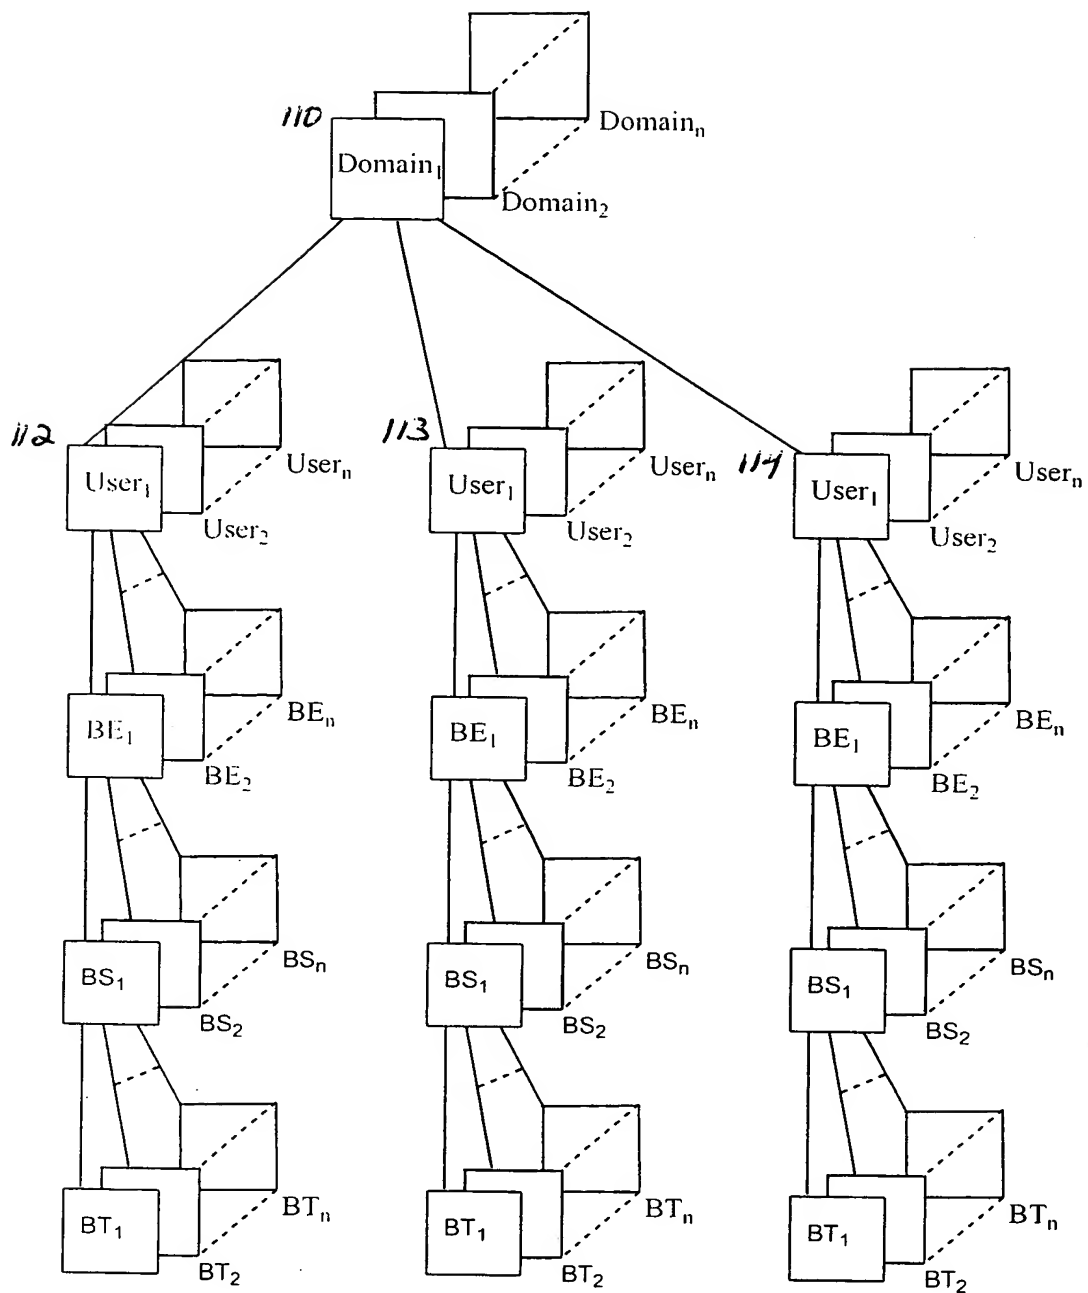 110
Domainₙ
Domain₁
Domain₂
112
User₁
Userₙ
User₂
113
User₁
Userₙ
User₂
114
User₁
Userₙ
User₂
BE₁
BEₙ
BE₂
BE₁
BEₙ
BE₂
BE₁
BEₙ
BE₂
BS₁
BSₙ
BS₂
BS₁
BSₙ
BS₂
BS₁
BSₙ
BS₂
BT₁
BTₙ
BT₂
BT₁
BTₙ
BT₂
BT₁
BTₙ
BT₂